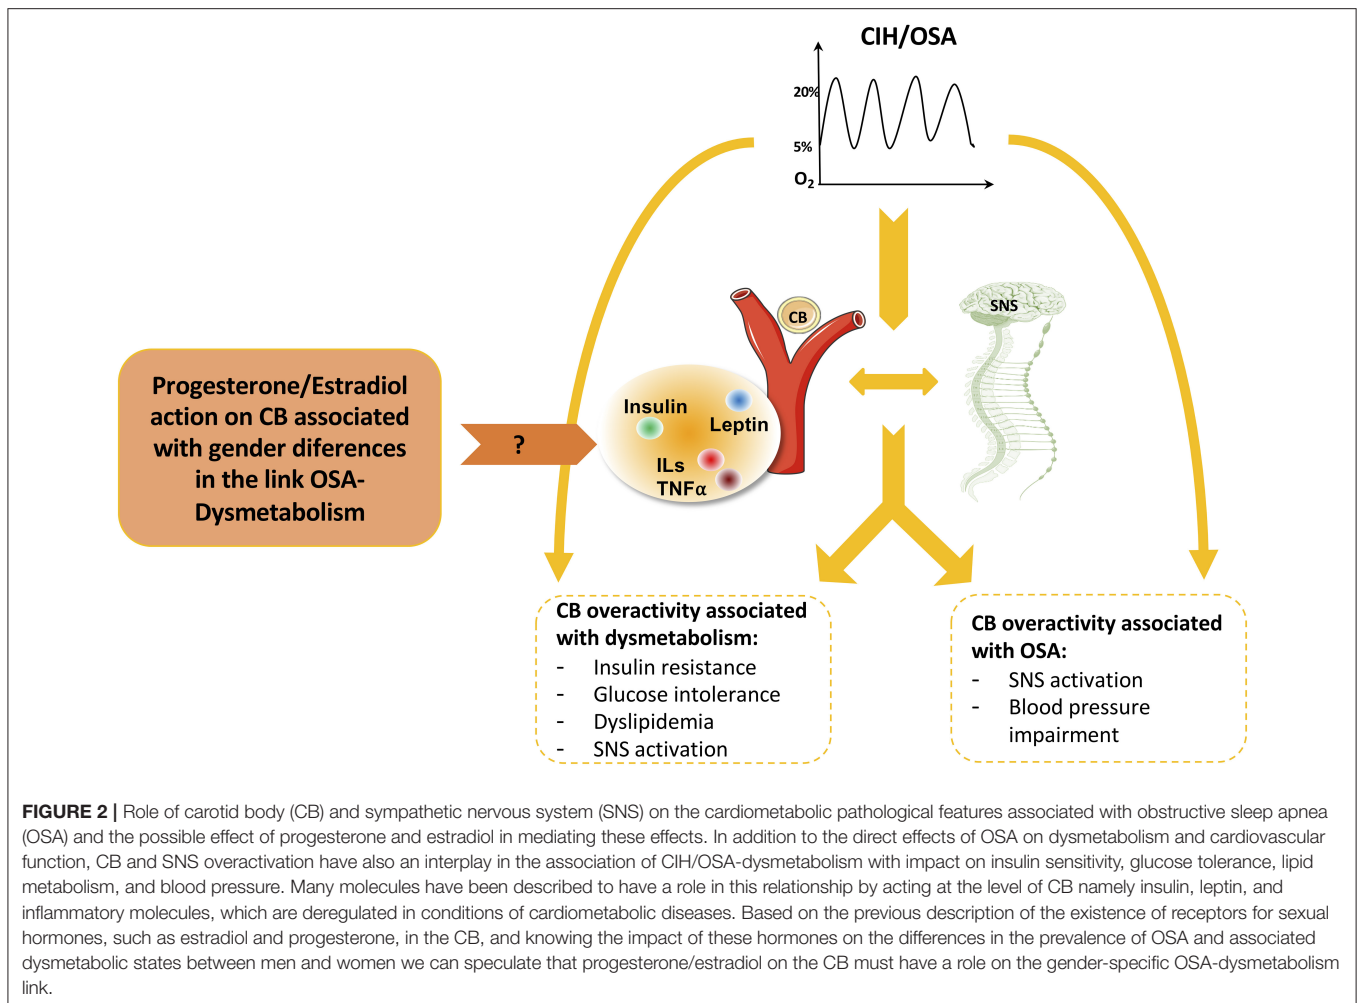 CIH/OSA
20%
5%
O₂
CB
SNS
Progesterone/Estradiol
action on CB associated
with gender diferences
in the link OSA-
Dysmetabolism
?
Insulin
Leptin
ILs
TNFα
CB overactivity associated
with dysmetabolism:
- Insulin resistance
- Glucose intolerance
- Dyslipidemia
- SNS activation
CB overactivity associated
with OSA:
- SNS activation
- Blood pressure
impairment
FIGURE 2 | Role of carotid body (CB) and sympathetic nervous system (SNS) on the cardiometabolic pathological features associated with obstructive sleep apnea
(OSA) and the possible effect of progesterone and estradiol in mediating these effects. In addition to the direct effects of OSA on dysmetabolism and cardiovascular
function, CB and SNS overactivation have also an interplay in the association of CIH/OSA-dysmetabolism with impact on insulin sensitivity, glucose tolerance, lipid
metabolism, and blood pressure. Many molecules have been described to have a role in this relationship by acting at the level of CB namely insulin, leptin, and
inflammatory molecules, which are deregulated in conditions of cardiometabolic diseases. Based on the previous description of the existence of receptors for sexual
hormones, such as estradiol and progesterone, in the CB, and knowing the impact of these hormones on the differences in the prevalence of OSA and associated
dysmetabolic states between men and women we can speculate that progesterone/estradiol on the CB must have a role on the gender-specific OSA-dysmetabolism
link.